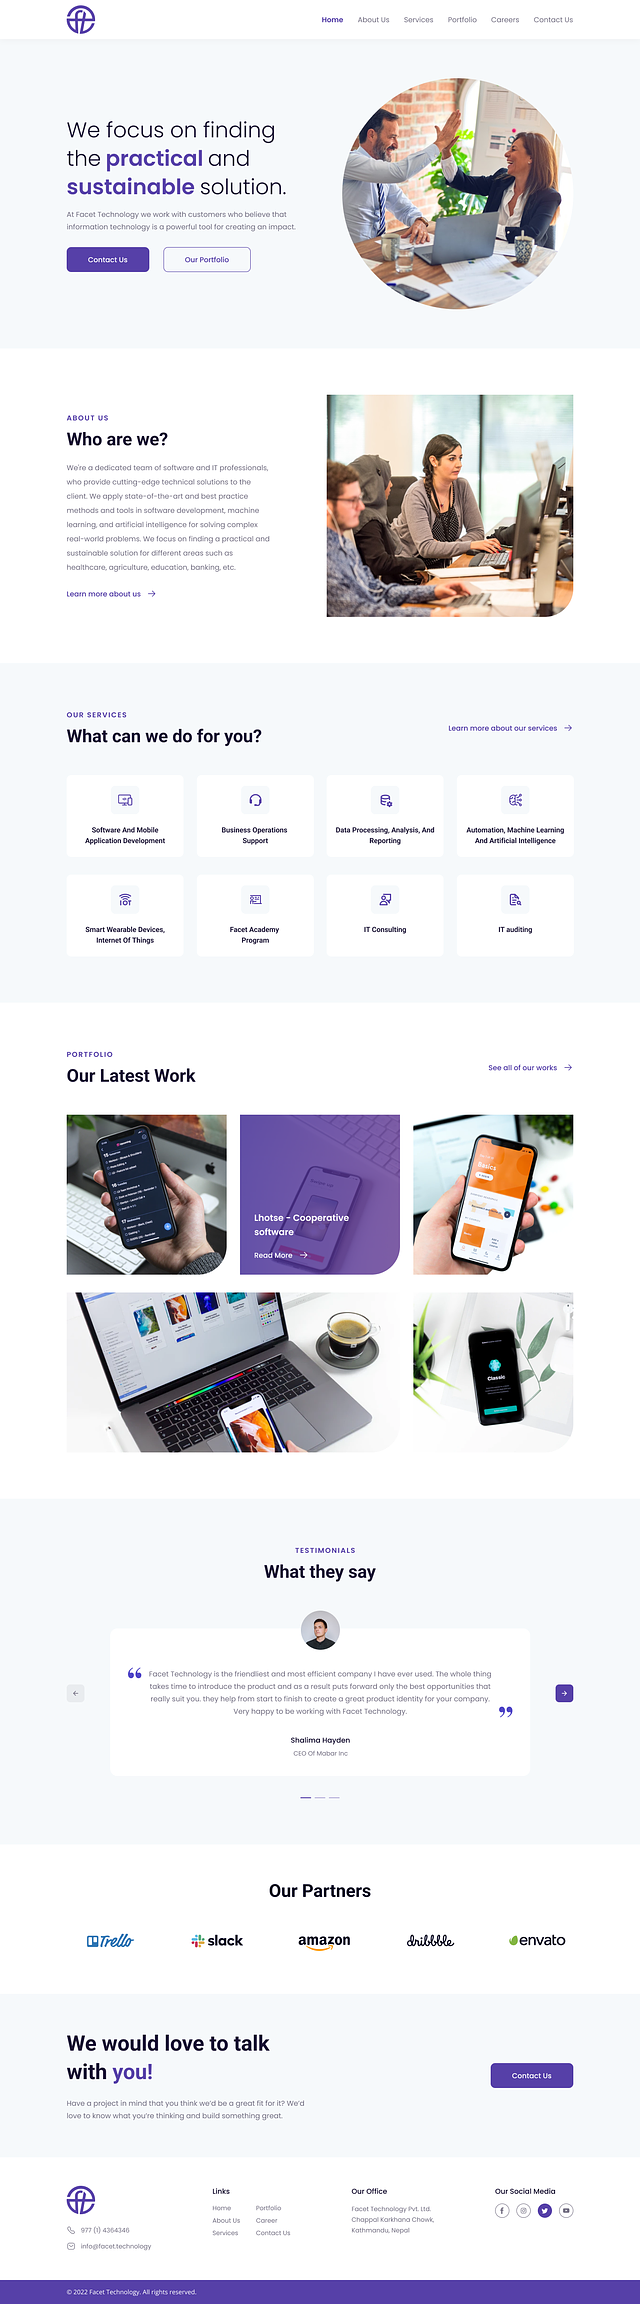 Home About Us Services Portfolio Careers Contact Us
We focus on finding
the practical and
sustainable solution.
At Facet Technology we work with customers who believe that
information technology is a powerful tool for creating an impact.
Contact Us Our Portfolio
ABOUT US
Who are we?
We're a dedicated team of software and IT professionals,
who provide cutting-edge technical solutions to the
client. We apply state-of-the-art and best practice
methods and tools in software development, machine
learning, and artificial intelligence for solving complex
real-world problems. We focus on finding a practical and
sustainable solution for different areas such as
healthcare, agriculture, education, banking, etc.
Learn more about us
OUR SERVICES
What can we do for you?
Learn more about our services
Software And Mobile
Application Development
Business Operations
Support
Data Processing, Analysis, And
Reporting
Automation, Machine Learning
And Artificial Intelligence
Smart Wearable Devices,
Internet Of Things
Facet Academy
Program
IT Consulting
IT auditing
PORTFOLIO
Our Latest Work
See all of our works
Lhotse - Cooperative
software
Read More
Basics
Classic
TESTIMONIALS
What they say
Facet Technology is the friendliest and most efficient company I have ever used. The whole thing
takes time to introduce the product and as a result puts forward only the best opportunities that
really suit you. they help from start to finish to create a great product identity for your company.
Very happy to be working with Facet Technology.
Shalima Hayden
CEO Of Mabar Inc
Our Partners
Trello slack amazon dribbble envato
We would love to talk
with you!
Have a project in mind that you think we'd be a great fit for it? We'd
love to know what you're thinking and build something great.
Contact Us
977 (1) 4364346
info@facet.technology
Links
Home Portfolio
About Us Career
Services Contact Us
Our Office
Facet Technology Pvt. Ltd.
Chappal Karkhana Chowk,
Kathmandu, Nepal
Our Social Media
© 2022 Facet Technology. All rights reserved.